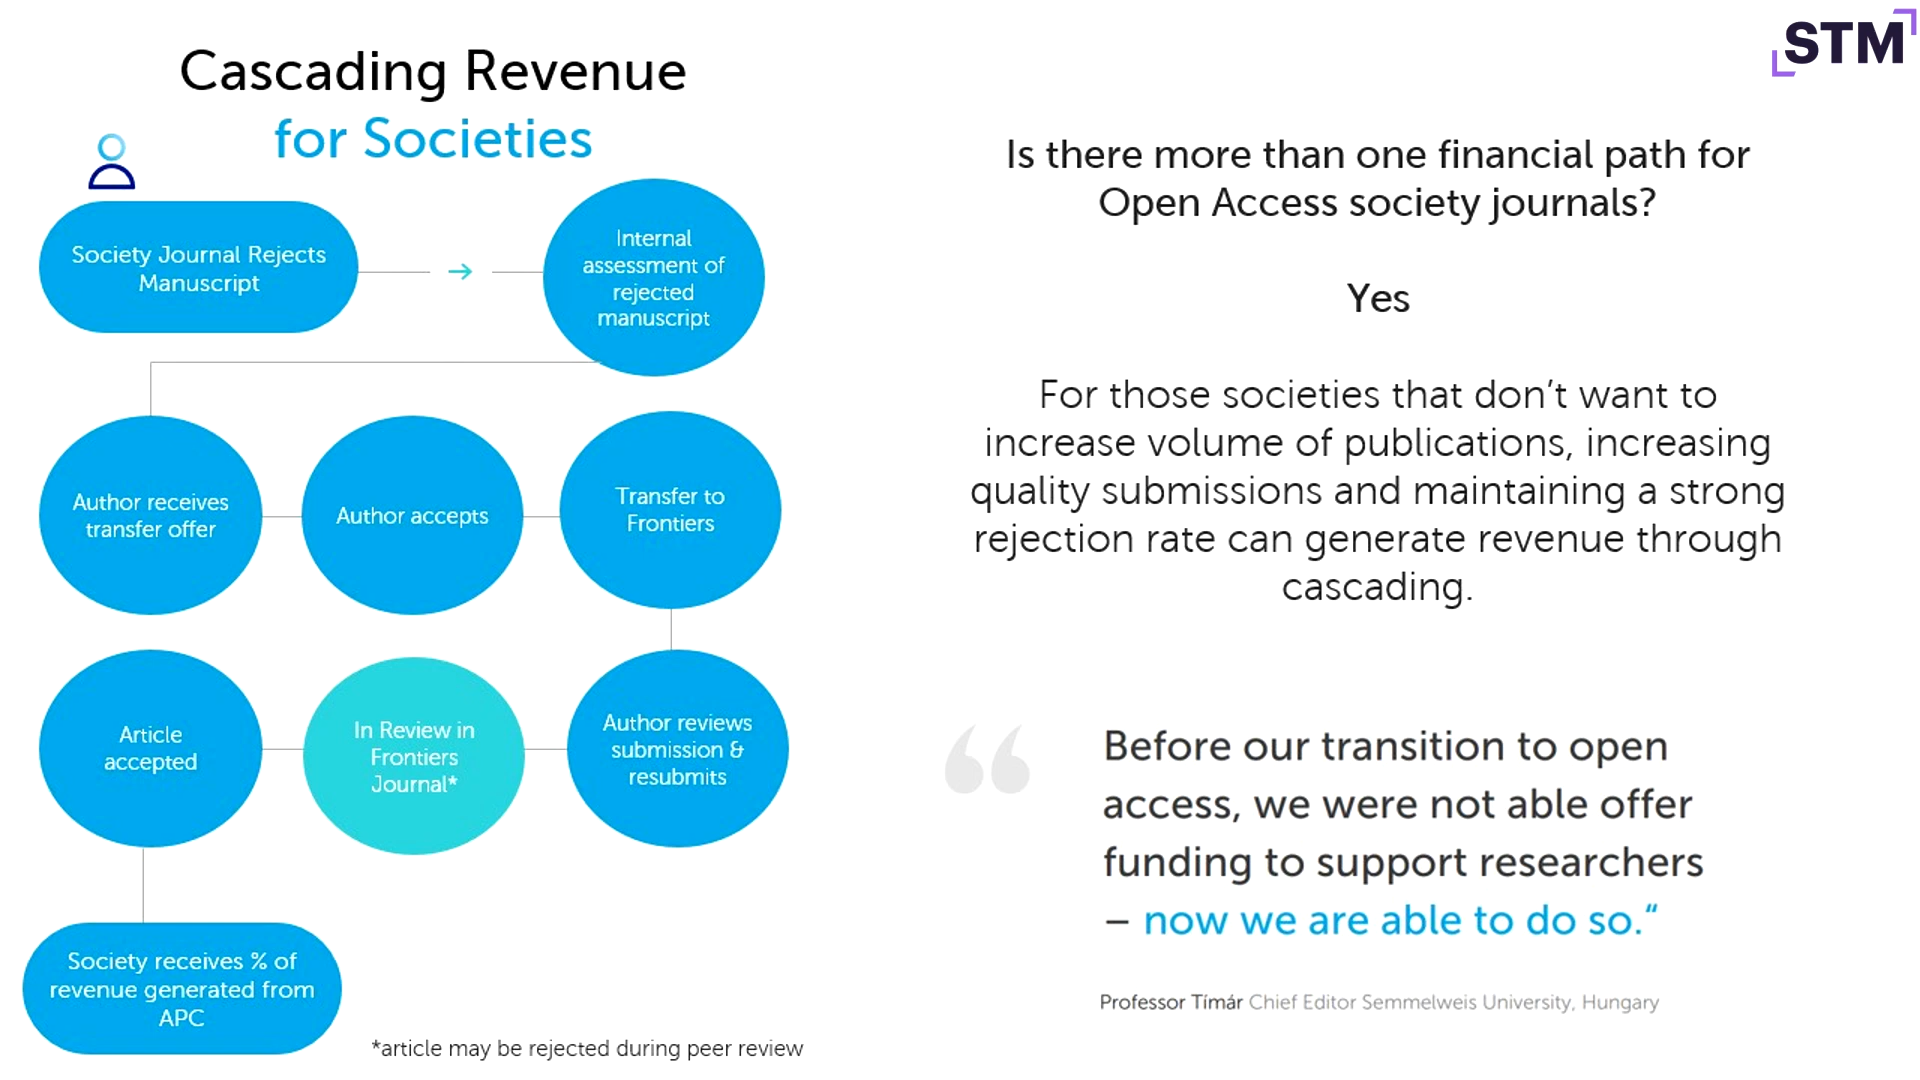 STM
Cascading Revenue
for Societies
Society Journal Rejects
Manuscript
→
Internal
assessment of
rejected
manuscript
Author receives
transfer offer
Author accepts
Transfer to
Frontiers
Author reviews
submission &
resubmits
In Review in
Frontiers
Journal*
Article
accepted
Society receives % of
revenue generated from
APC
*article may be rejected during peer review
Is there more than one financial path for
Open Access society journals?
Yes
For those societies that don’t want to
increase volume of publications, increasing
quality submissions and maintaining a strong
rejection rate can generate revenue through
cascading.
“
Before our transition to open
access, we were not able offer
funding to support researchers
– now we are able to do so.“
Professor Tímár Chief Editor Semmelweis University, Hungary